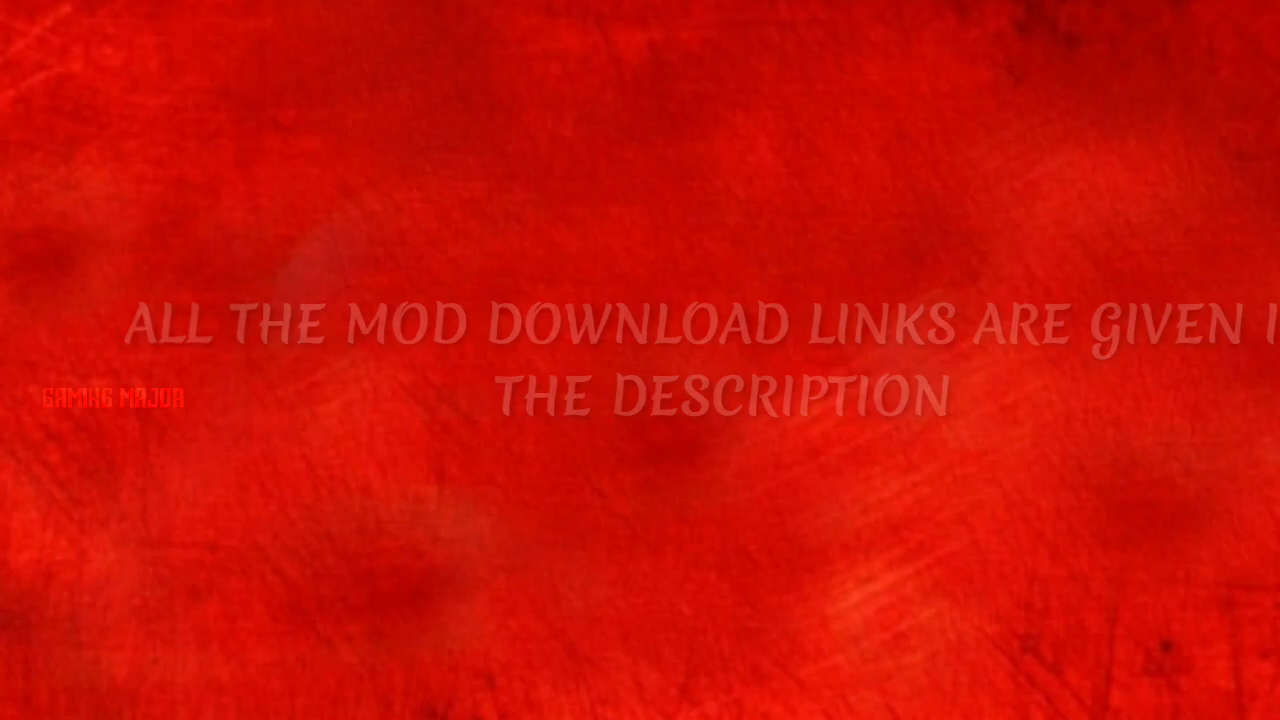 ALL THE MOD DOWNLOAD LINKS ARE GIVEN
THE DESCRIPTION
GAMING MAJOR